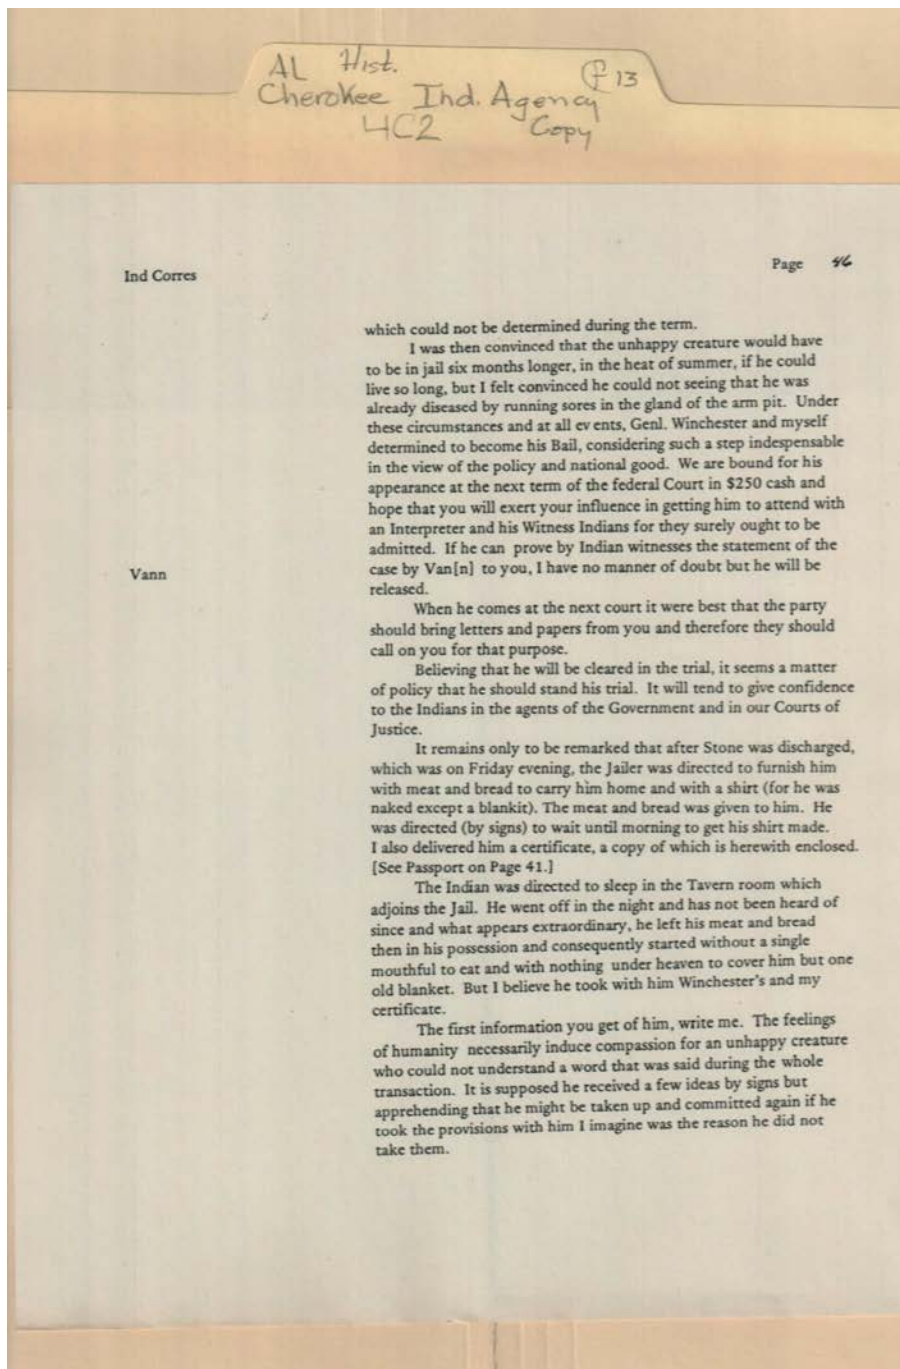 AL Hist. F 13
Cherokee Ind. Agency
4C2 Copy
Ind Corres
Page 46
which could not be determined during the term.
I was then convinced that the unhappy creature would have
to be in jail six months longer, in the heat of summer, if he could
live so long, but I felt convinced he could not seeing that he was
already diseased by running sores in the gland of the arm pit. Under
these circumstances and at all ev ents, Genl. Winchester and myself
determined to become his Bail, considering such a step indespensable
in the view of the policy and national good. We are bound for his
appearance at the next term of the federal Court in $250 cash and
hope that you will exert your influence in getting him to attend with
an Interpreter and his Witness Indians for they surely ought to be
admitted. If he can prove by Indian witnesses the statement of the
Vann
case by Van[n] to you, I have no manner of doubt but he will be
released.
When he comes at the next court it were best that the party
should bring letters and papers from you and therefore they should
call on you for that purpose.
Believing that he will be cleared in the trial, it seems a matter
of policy that he should stand his trial. It will tend to give confidence
to the Indians in the agents of the Government and in our Courts of
Justice.
It remains only to be remarked that after Stone was discharged,
which was on Friday evening, the Jailer was directed to furnish him
with meat and bread to carry him home and with a shirt (for he was
naked except a blankit). The meat and bread was given to him. He
was directed (by signs) to wait until morning to get his shirt made.
I also delivered him a certificate, a copy of which is herewith enclosed.
[See Passport on Page 41.]
The Indian was directed to sleep in the Tavern room which
adjoins the Jail. He went off in the night and has not been heard of
since and what appears extraordinary, he left his meat and bread
then in his possession and consequently started without a single
mouthful to eat and with nothing under heaven to cover him but one
old blanket. But I believe he took with him Winchester's and my
certificate.
The first information you get of him, write me. The feelings
of humanity necessarily induce compassion for an unhappy creature
who could not understand a word that was said during the whole
transaction. It is supposed he received a few ideas by signs but
apprehending that he might be taken up and committed again if he
took the provisions with him I imagine was the reason he did not
take them.